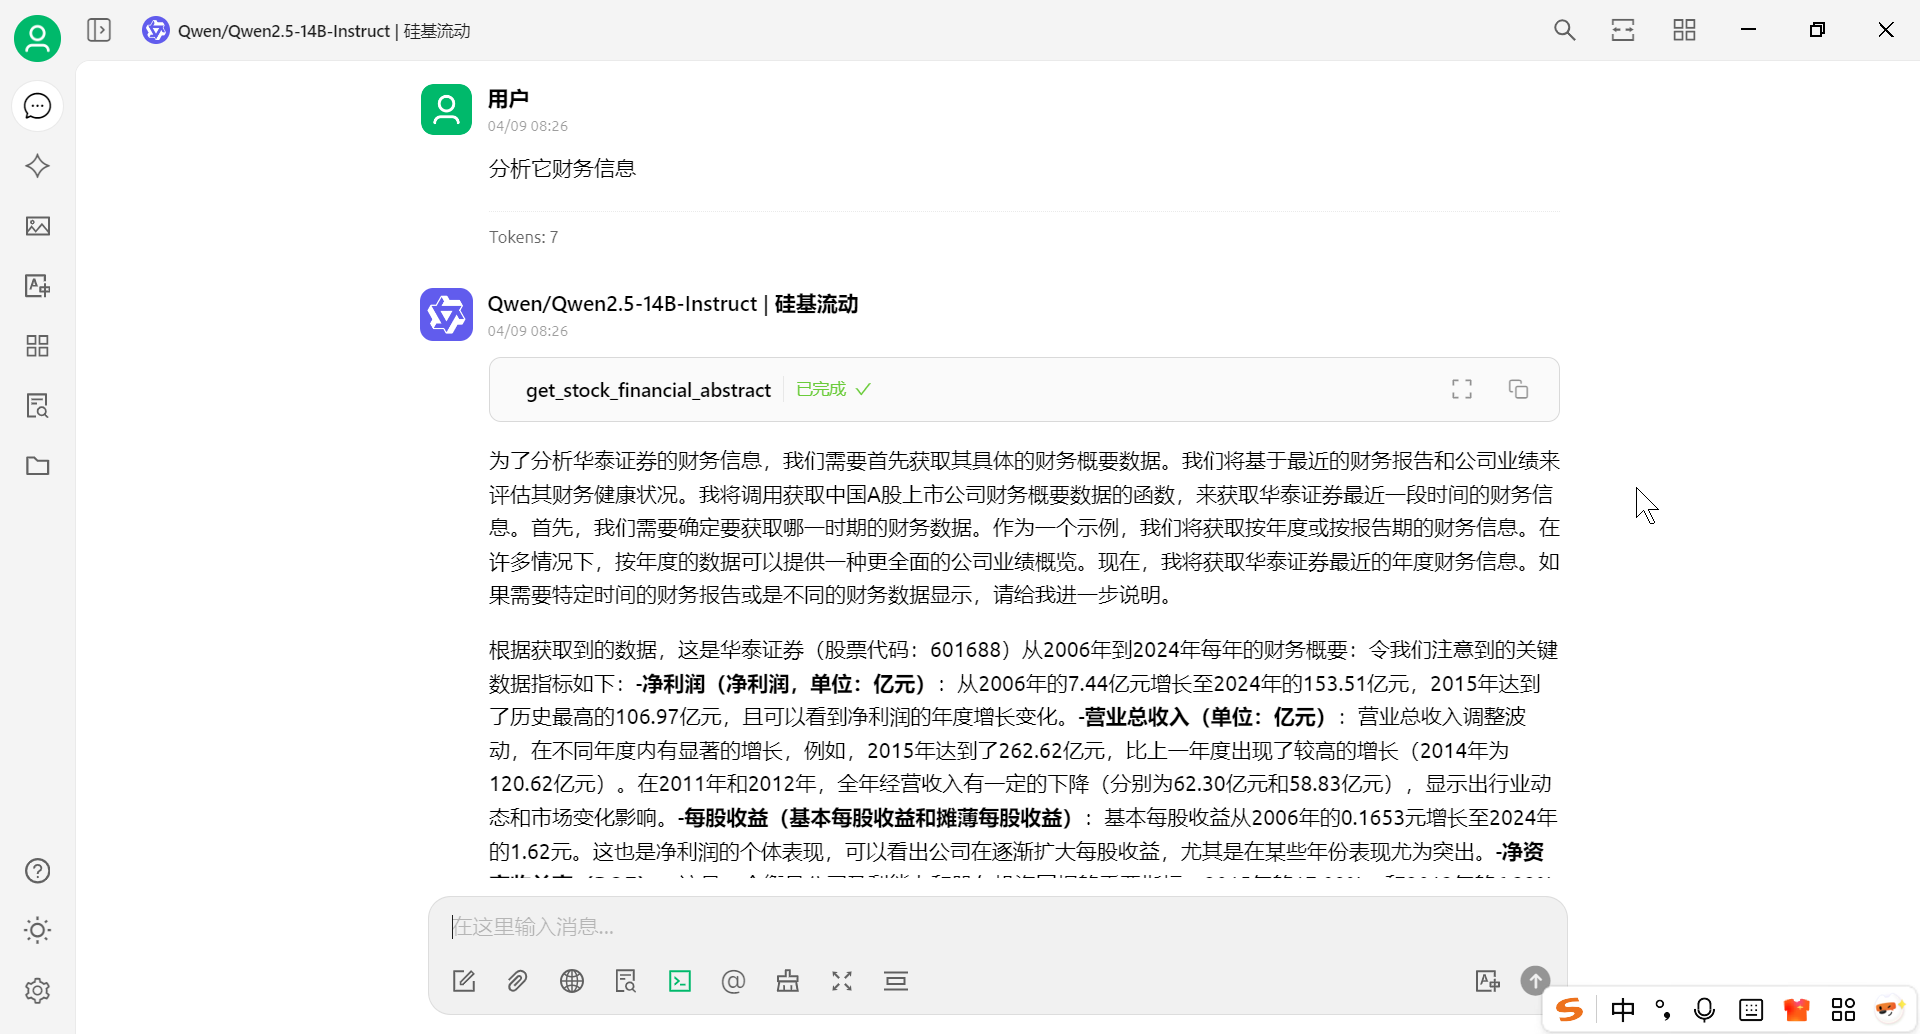 Qwen/Qwen2.5-14B-Instruct | 硅基流动
用户
04/09 08:26
分析它财务信息
Tokens: 7
Qwen/Qwen2.5-14B-Instruct | 硅基流动
04/09 08:26
get_stock_financial_abstract 已完成
为了分析华泰证券的财务信息，我们需要首先获取其具体的财务概要数据。我们将基于最近的财务报告和公司业绩来
评估其财务健康状况。我将调用获取中国A股上市公司财务概要数据的函数，来获取华泰证券最近一段时间的财务信
息。首先，我们需要确定要获取哪一时期的财务数据。作为一个示例，我们将获取按年度或按报告期的财务信息。在
许多情况下，按年度的数据可以提供一种更全面的公司业绩概览。现在，我将获取华泰证券最近的年度财务信息。如
果需要特定时间的财务报告或是不同的财务数据显示，请给我进一步说明。
根据获取到的数据，这是华泰证券（股票代码：601688）从2006年到2024年每年的财务概要：令我们注意到的关键
数据指标如下：-净利润（净利润，单位：亿元）：从2006年的7.44亿元增长至2024年的153.51亿元，2015年达到
了历史最高的106.97亿元，且可以看到净利润的年度增长变化。-营业总收入（单位：亿元）：营业总收入调整波
动，在不同年度内有显著的增长，例如，2015年达到了262.62亿元，比上一年度出现了较高的增长（2014年为
120.62亿元）。在2011年和2012年，全年经营收入有一定的下降（分别为62.30亿元和58.83亿元），显示出行业动
态和市场变化影响。-每股收益（基本每股收益和摊薄每股收益）：基本每股收益从2006年的0.1653元增长至2024年
的1.62元。这也是净利润的个体表现，可以看出公司在逐渐扩大每股收益，尤其是在某些年份表现尤为突出。-净资
在这里输入消息...
中